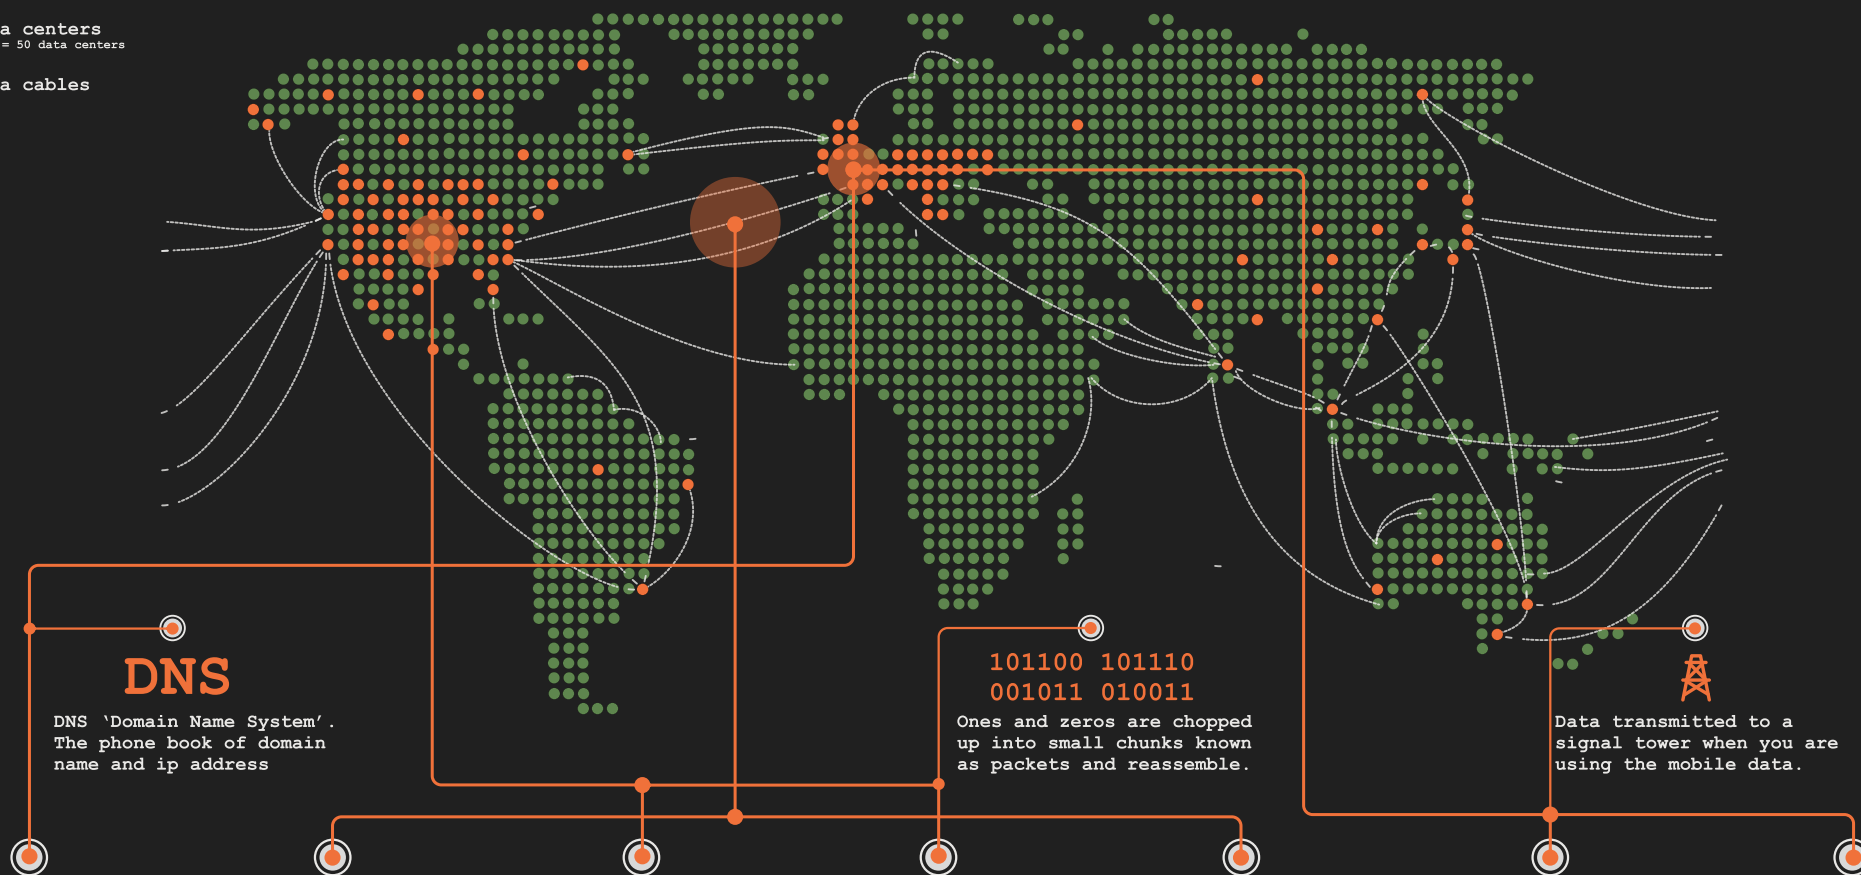 a centers
= 50 data centers
a cables
DNS
DNS ‘Domain Name System’.
The phone book of domain
name and ip address
101100 101110
001011 010011
Ones and zeros are chopped
up into small chunks known
as packets and reassemble.
Data transmitted to a
signal tower when you are
using the mobile data.